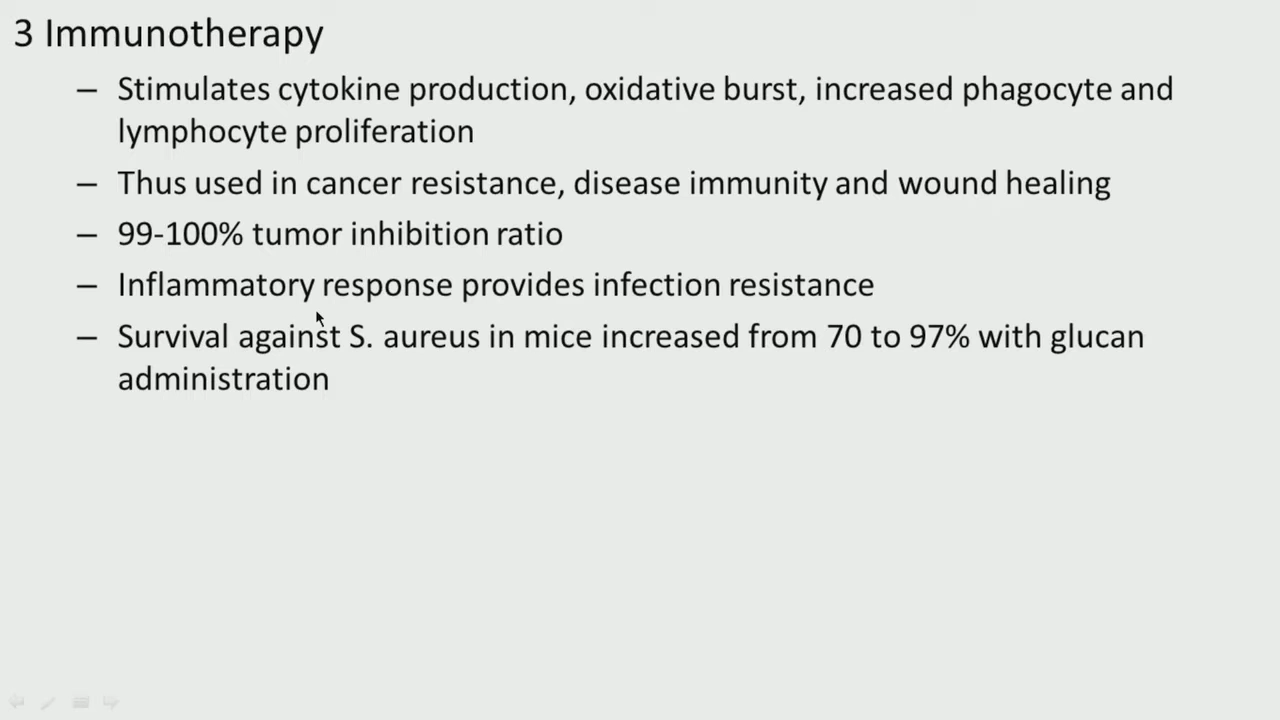 3 Immunotherapy
– Stimulates cytokine production, oxidative burst, increased phagocyte and
lymphocyte proliferation
– Thus used in cancer resistance, disease immunity and wound healing
– 99-100% tumor inhibition ratio
– Inflammatory response provides infection resistance
– Survival against S. aureus in mice increased from 70 to 97% with glucan
administration